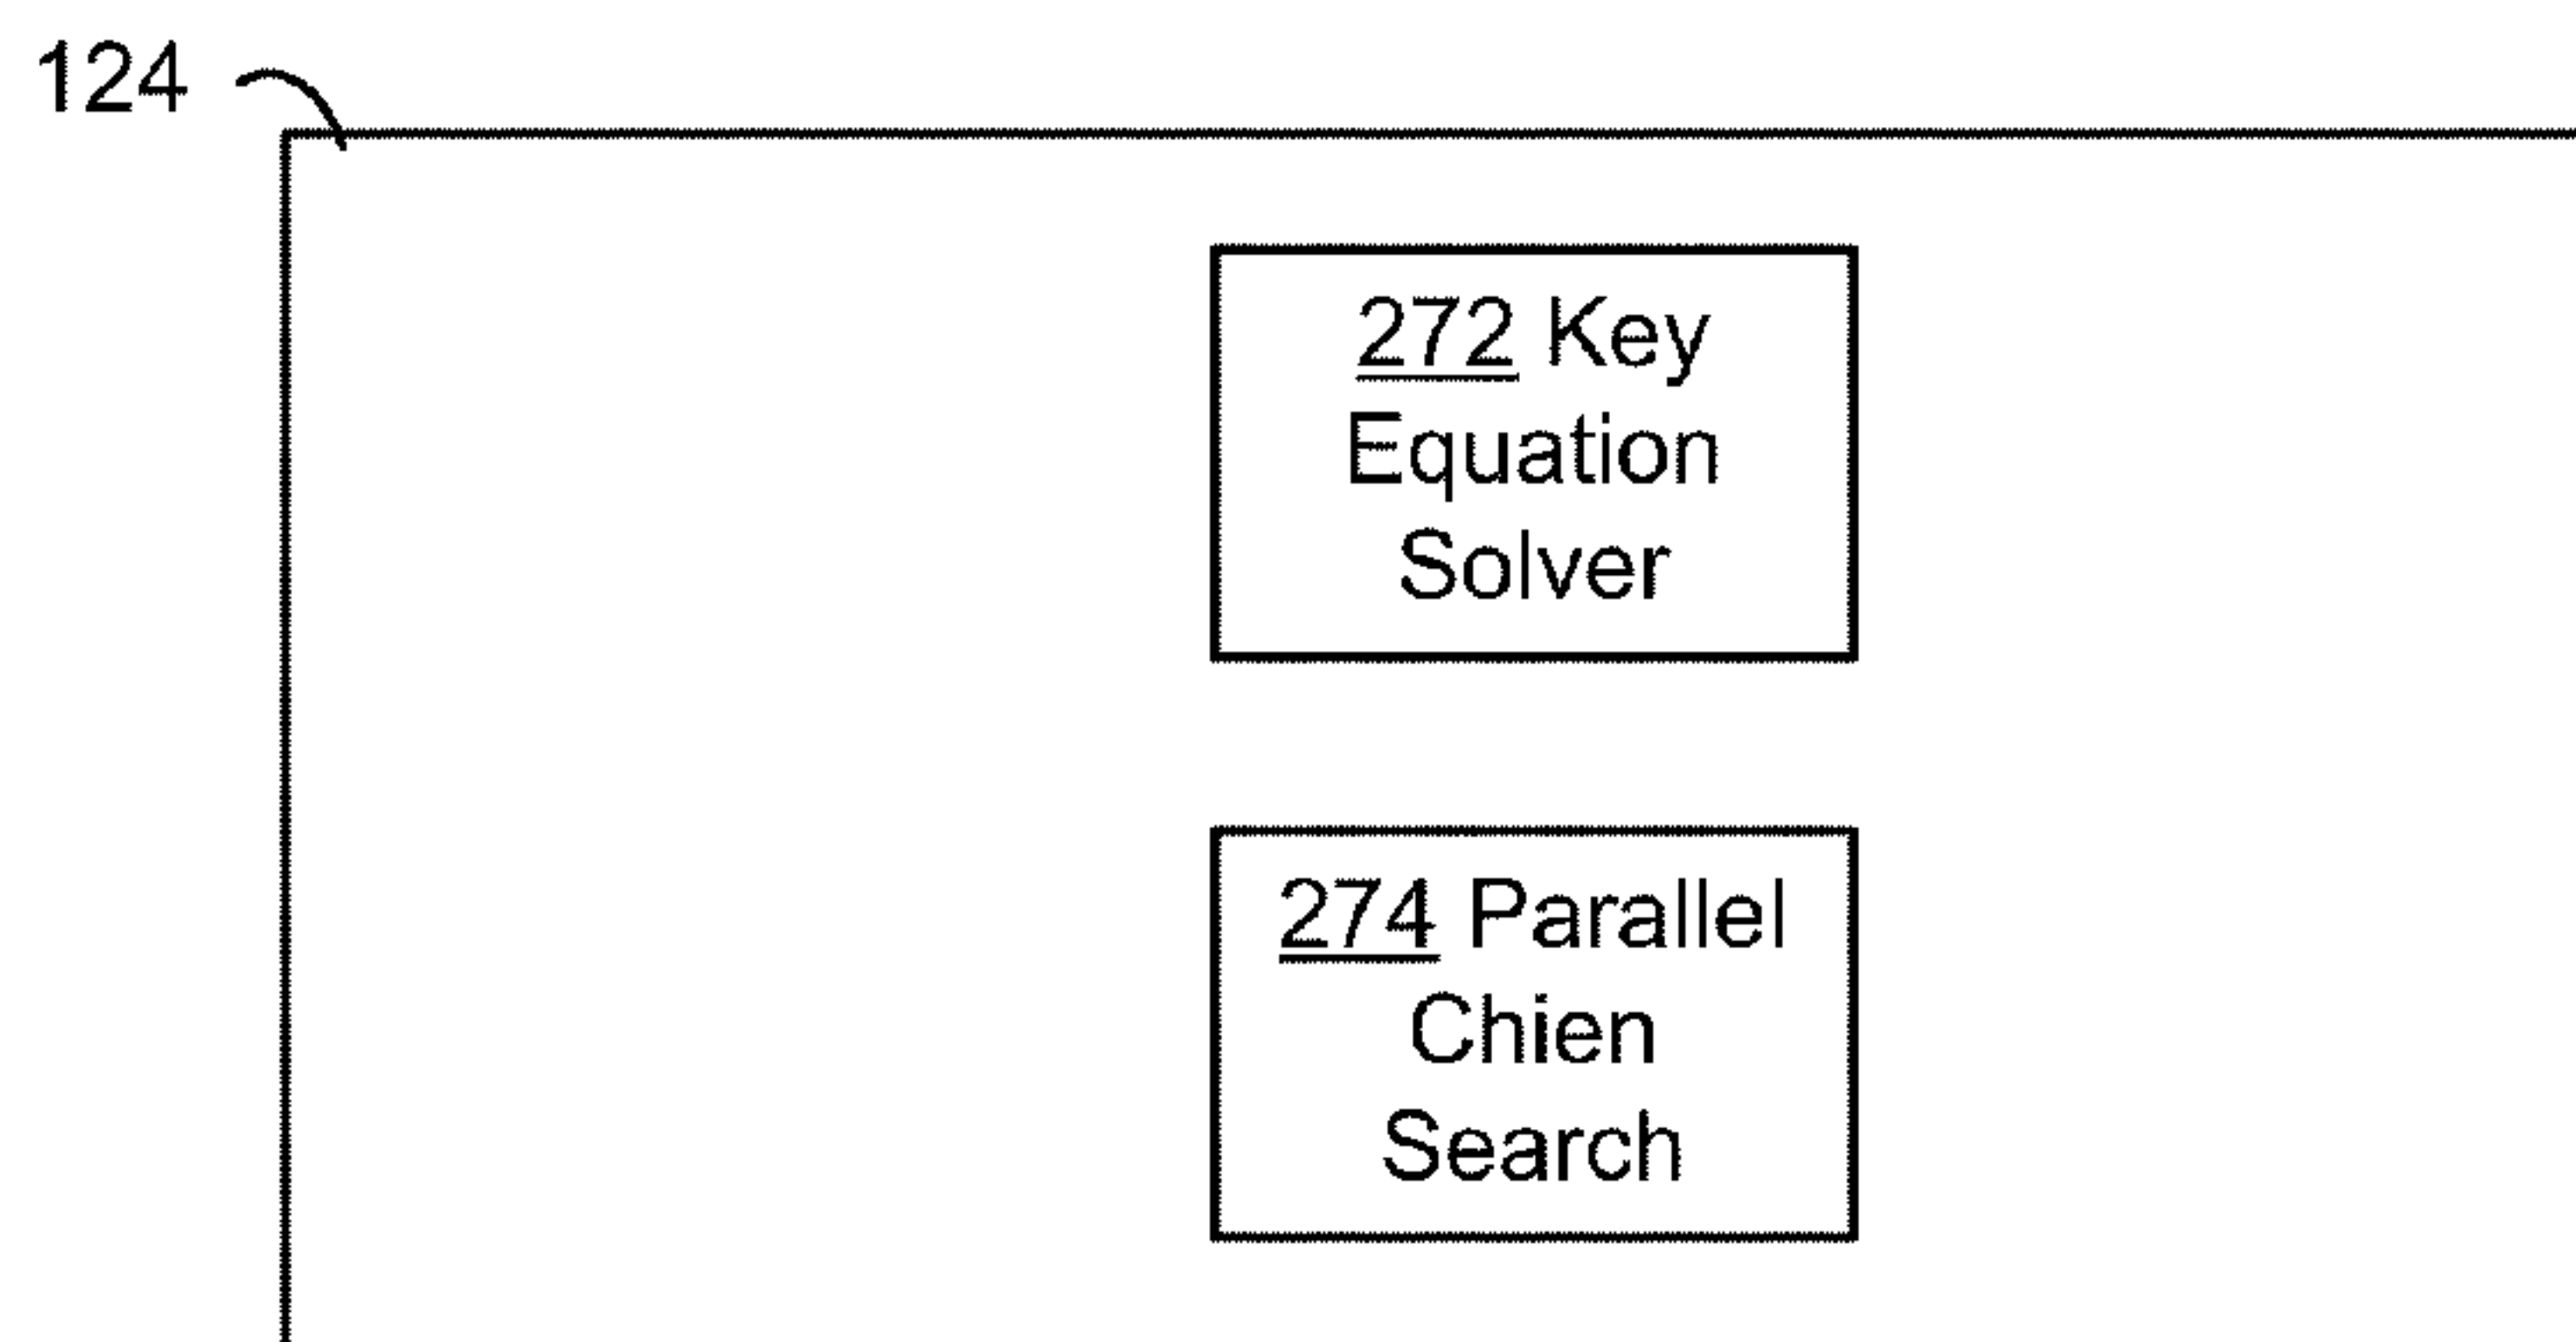 124
272 Key
Equation
Solver
274 Parallel
Chien
Search